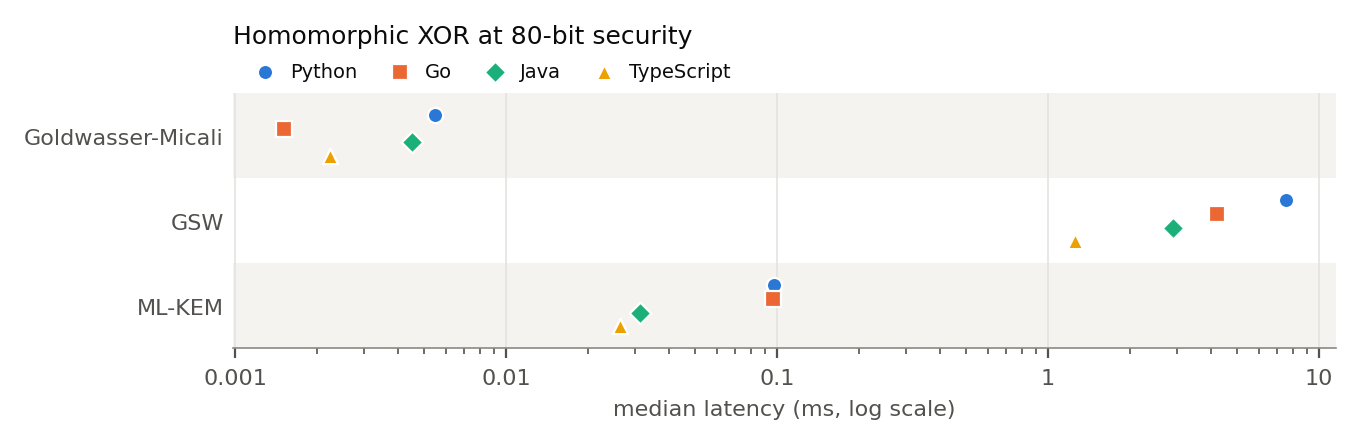 Homomorphic XOR at 80-bit security
Python Go Java TypeScript
Goldwasser-Micali
GSW
ML-KEM
0.001 0.01 0.1 1 10
median latency (ms, log scale)